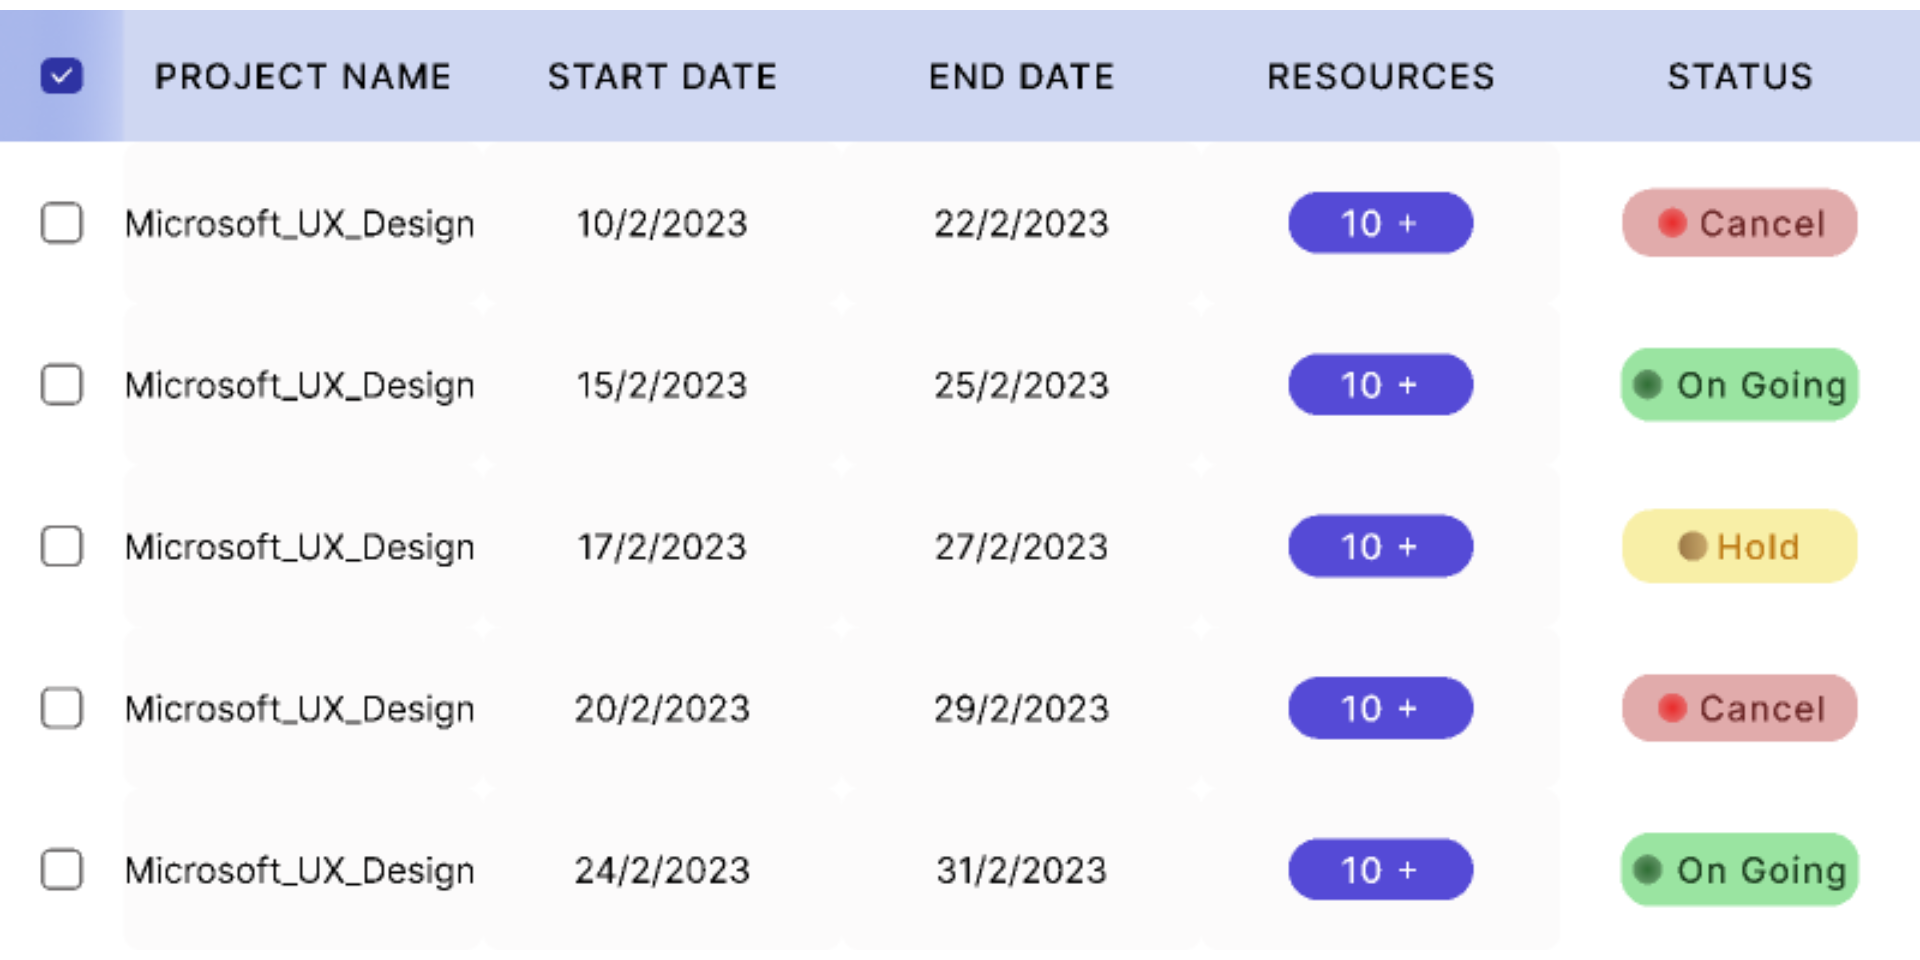 PROJECT NAME START DATE END DATE RESOURCES STATUS
Microsoft_UX_Design 10/2/2023 22/2/2023 10 + Cancel
Microsoft_UX_Design 15/2/2023 25/2/2023 10 + On Going
Microsoft_UX_Design 17/2/2023 27/2/2023 10 + Hold
Microsoft_UX_Design 20/2/2023 29/2/2023 10 + Cancel
Microsoft_UX_Design 24/2/2023 31/2/2023 10 + On Going